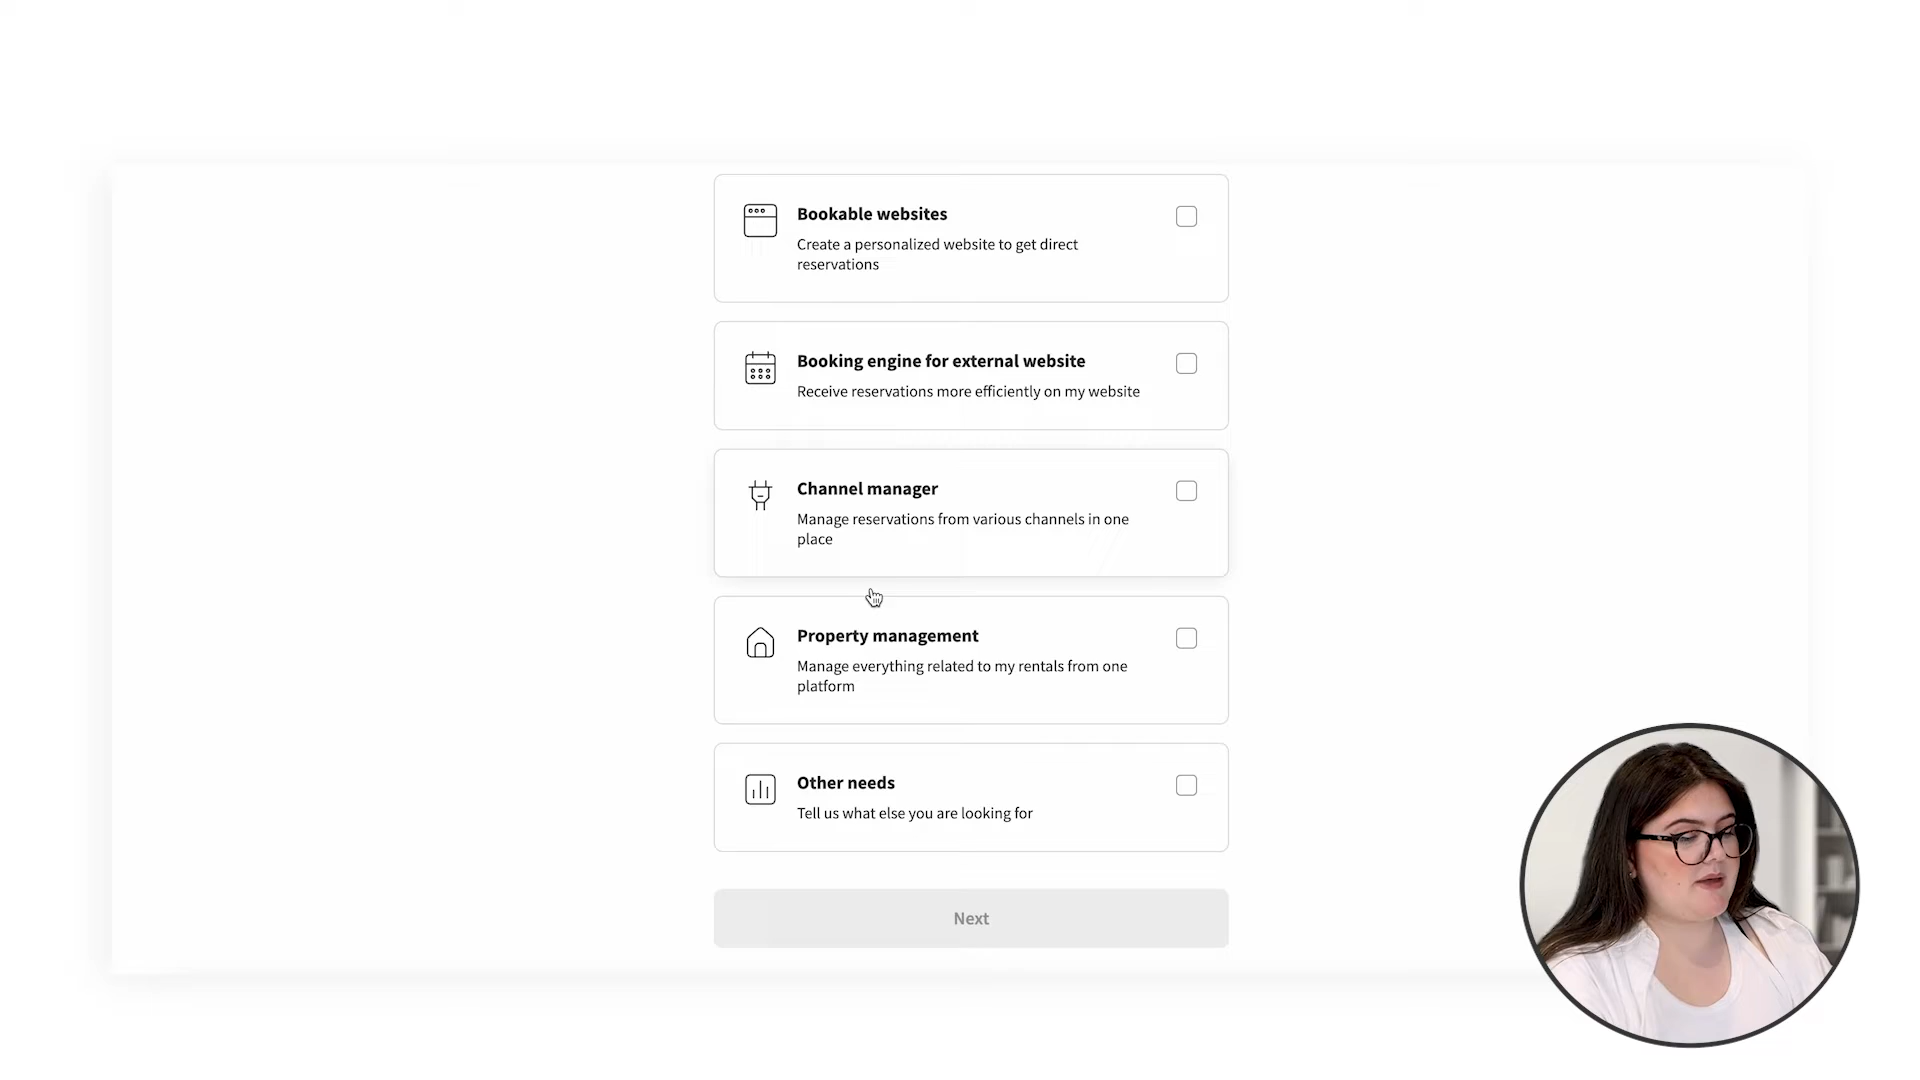 Bookable websites
Create a personalized website to get direct
reservations
Booking engine for external website
Receive reservations more efficiently on my website
Channel manager
Manage reservations from various channels in one
place
Property management
Manage everything related to my rentals from one
platform
Other needs
Tell us what else you are looking for
Next